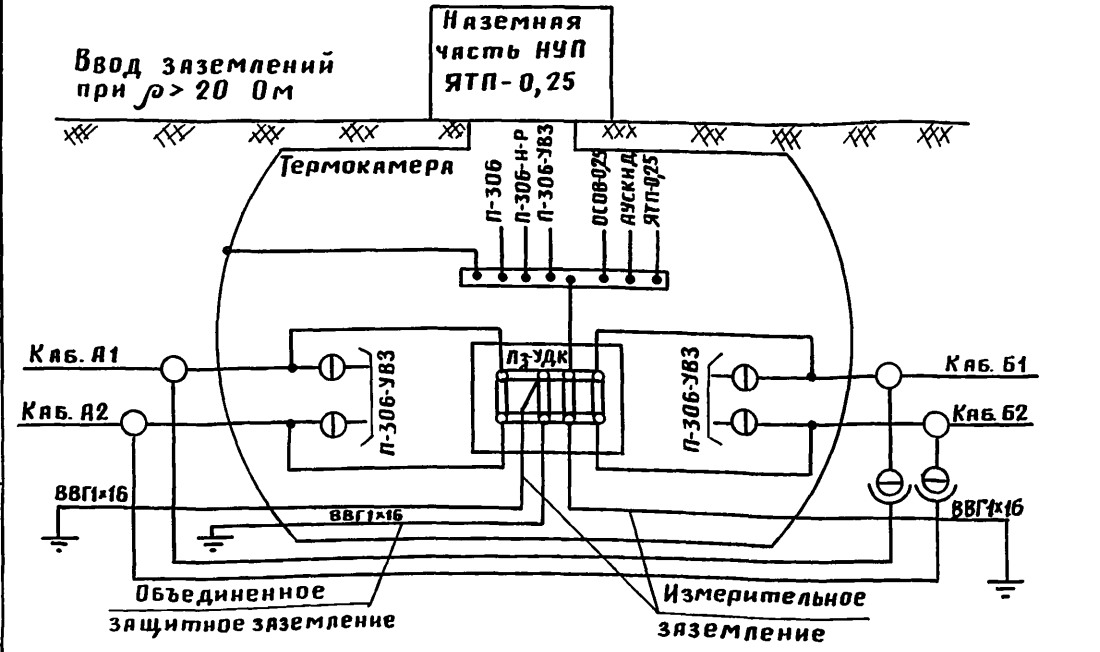 Наземная
часть НУП
ЯТП-0,25
Ввод заземлений
при ρ> 20 Ом
Термокамера
П-306
П-306-Н-Р
П-306-УВЗ
ОСОВ-0,25
АУСКНД
ЯТП-0,25
Каб. А1
Каб. А2
П-306-УВЗ
Пз-УДК
П-306-УВЗ
Каб. Б1
Каб. Б2
ВВГ1×16
ВВГ1×16
ВВГ1×16
Объединенное
защитное заземление
Измерительное
заземление